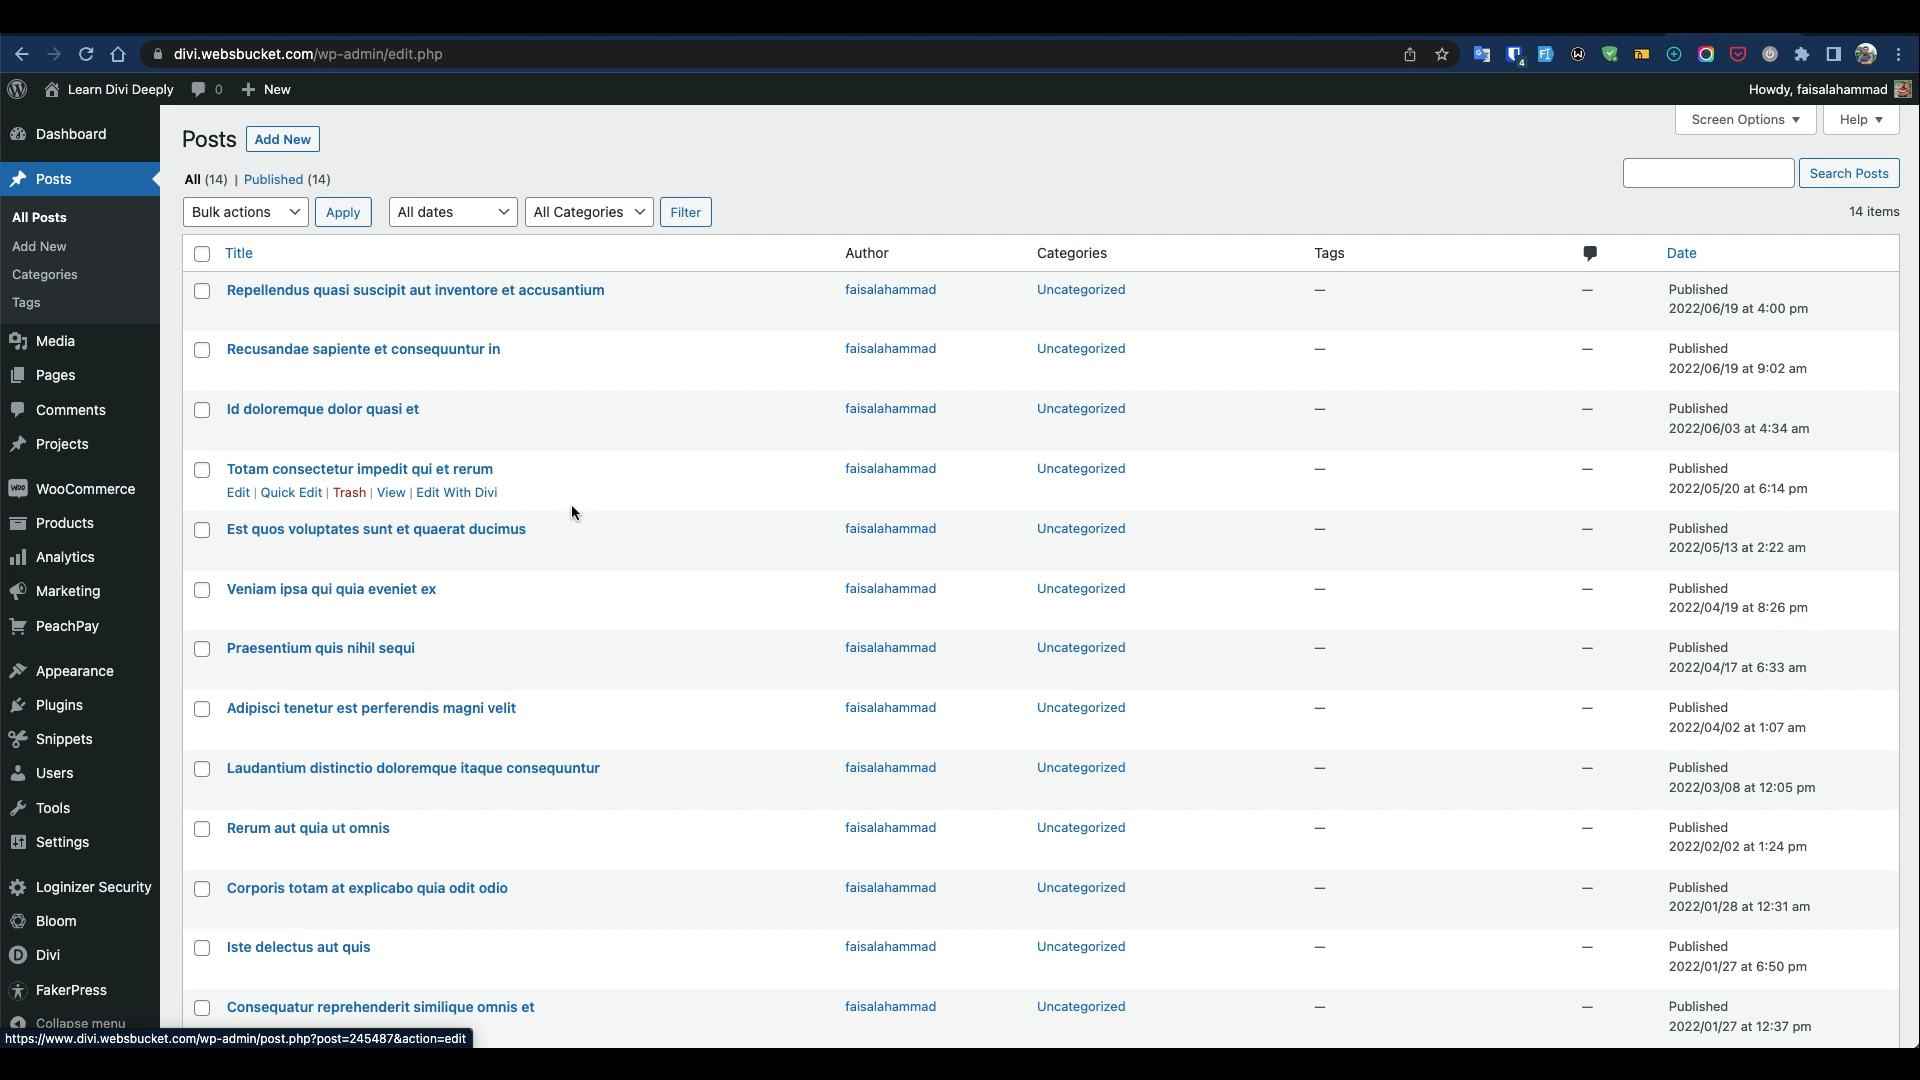 divi.websbucket.com/wp-admin/edit.php
4
Learn Divi Deeply 0 New Howdy, faisalahammad
Dashboard
Posts
All Posts
Add New
Categories
Tags
Media
Pages
Comments
Projects
WooCommerce
Products
Analytics
Marketing
PeachPay
Appearance
Plugins
Snippets
Users
Tools
Settings
Loginizer Security
Bloom
Divi
FakerPress
Collapse menu
Posts Add New Screen Options Help
All (14) | Published (14) Search Posts
Bulk actions Apply All dates All Categories Filter 14 items
Title Author Categories Tags Date
Repellendus quasi suscipit aut inventore et accusantium faisalahammad Uncategorized — — Published
2022/06/19 at 4:00 pm
Recusandae sapiente et consequuntur in faisalahammad Uncategorized — — Published
2022/06/19 at 9:02 am
Id doloremque dolor quasi et faisalahammad Uncategorized — — Published
2022/06/03 at 4:34 am
Totam consectetur impedit qui et rerum faisalahammad Uncategorized — — Published
Edit | Quick Edit | Trash | View | Edit With Divi 2022/05/20 at 6:14 pm
Est quos voluptates sunt et quaerat ducimus faisalahammad Uncategorized — — Published
2022/05/13 at 2:22 am
Veniam ipsa qui quia eveniet ex faisalahammad Uncategorized — — Published
2022/04/19 at 8:26 pm
Praesentium quis nihil sequi faisalahammad Uncategorized — — Published
2022/04/17 at 6:33 am
Adipisci tenetur est perferendis magni velit faisalahammad Uncategorized — — Published
2022/04/02 at 1:07 am
Laudantium distinctio doloremque itaque consequuntur faisalahammad Uncategorized — — Published
2022/03/08 at 12:05 pm
Rerum aut quia ut omnis faisalahammad Uncategorized — — Published
2022/02/02 at 1:24 pm
Corporis totam at explicabo quia odit odio faisalahammad Uncategorized — — Published
2022/01/28 at 12:31 am
Iste delectus aut quis faisalahammad Uncategorized — — Published
2022/01/27 at 6:50 pm
Consequatur reprehenderit similique omnis et faisalahammad Uncategorized — — Published
2022/01/27 at 12:37 pm
https://www.divi.websbucket.com/wp-admin/post.php?post=245487&action=edit